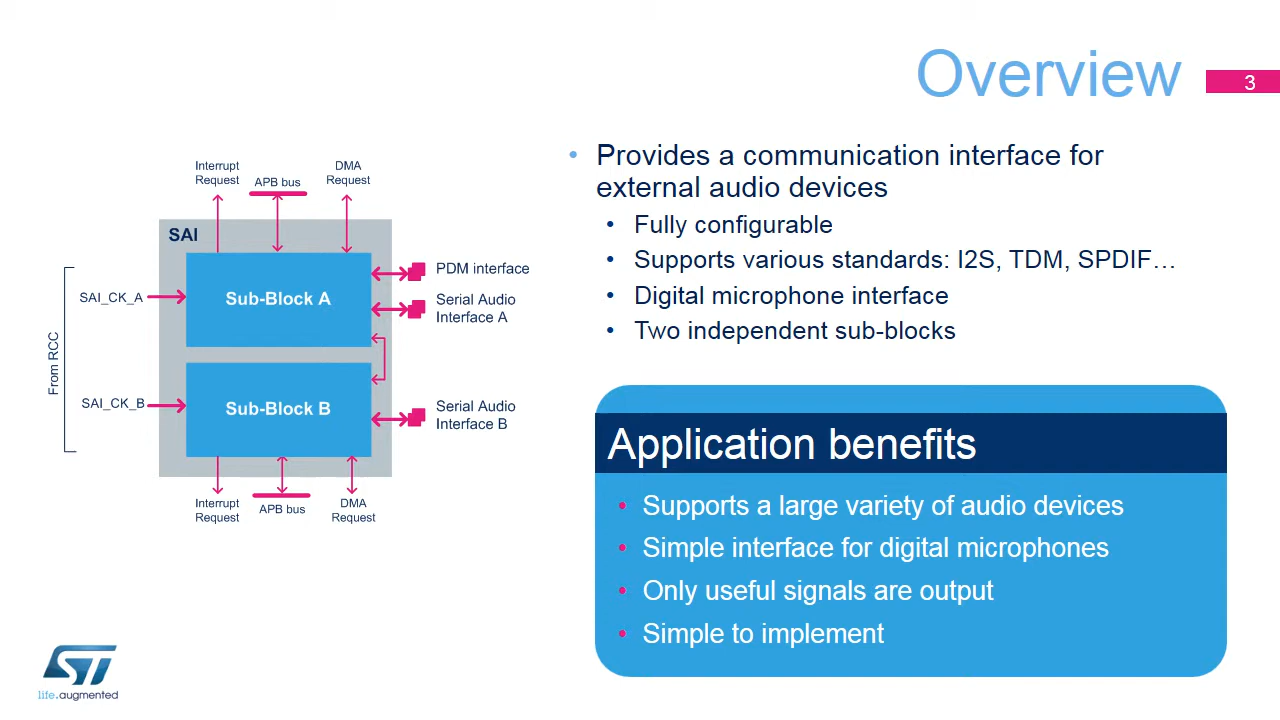 Overview
3
Interrupt
Request
APB bus
DMA
Request
SAI
Sub-Block A
Sub-Block B
From RCC
SAI_CK_A
SAI_CK_B
PDM interface
Serial Audio
Interface A
Serial Audio
Interface B
Interrupt
Request
APB bus
DMA
Request
• Provides a communication interface for
external audio devices
• Fully configurable
• Supports various standards: I2S, TDM, SPDIF…
• Digital microphone interface
• Two independent sub-blocks
Application benefits
• Supports a large variety of audio devices
• Simple interface for digital microphones
• Only useful signals are output
• Simple to implement
ST
life.augmented